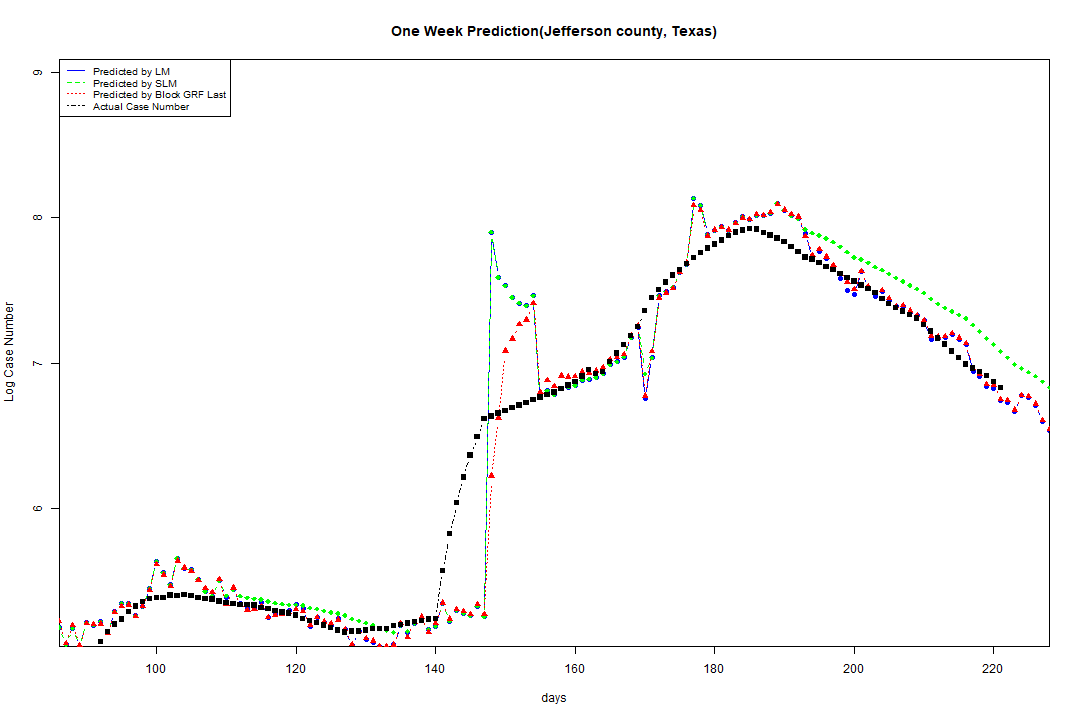 One Week Prediction(Jefferson county, Texas)
Predicted by LM
Predicted by SLM
Predicted by Block GRF Last
Actual Case Number
9
8
7
6
Log Case Number
100 120 140 160 180 200 220
days